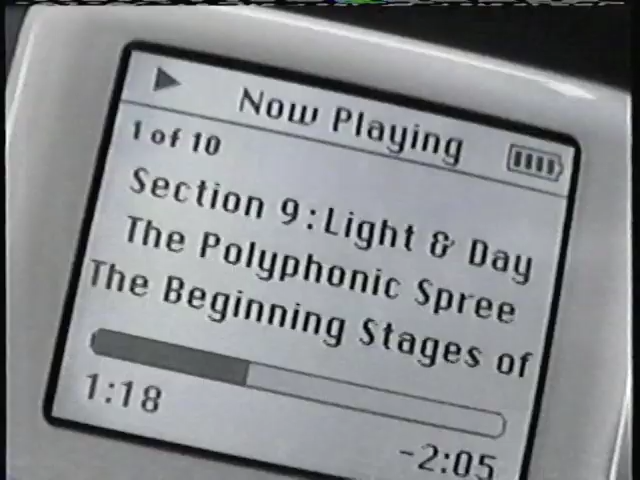 Now Playing
1 of 10
Section 9:Light & Day
The Polyphonic Spree
The Beginning Stages of
1:18
-2:05